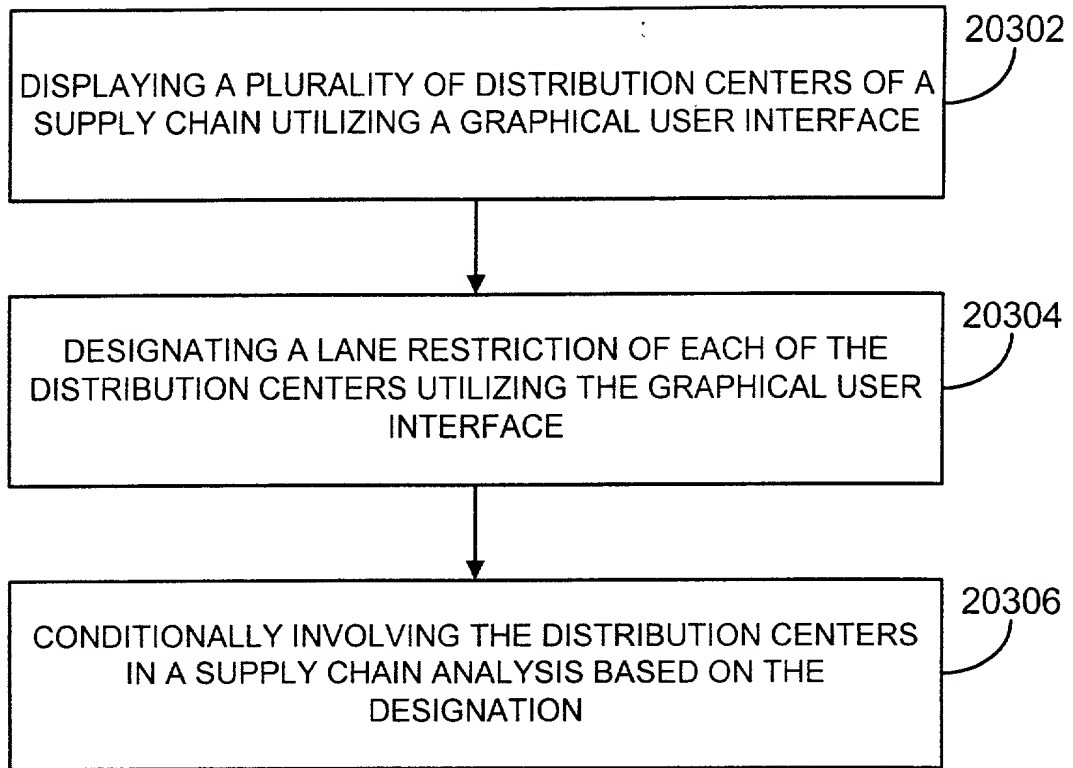 20302
DISPLAYING A PLURALITY OF DISTRIBUTION CENTERS OF A
SUPPLY CHAIN UTILIZING A GRAPHICAL USER INTERFACE
20304
DESIGNATING A LANE RESTRICTION OF EACH OF THE
DISTRIBUTION CENTERS UTILIZING THE GRAPHICAL USER
INTERFACE
20306
CONDITIONALLY INVOLVING THE DISTRIBUTION CENTERS
IN A SUPPLY CHAIN ANALYSIS BASED ON THE
DESIGNATION